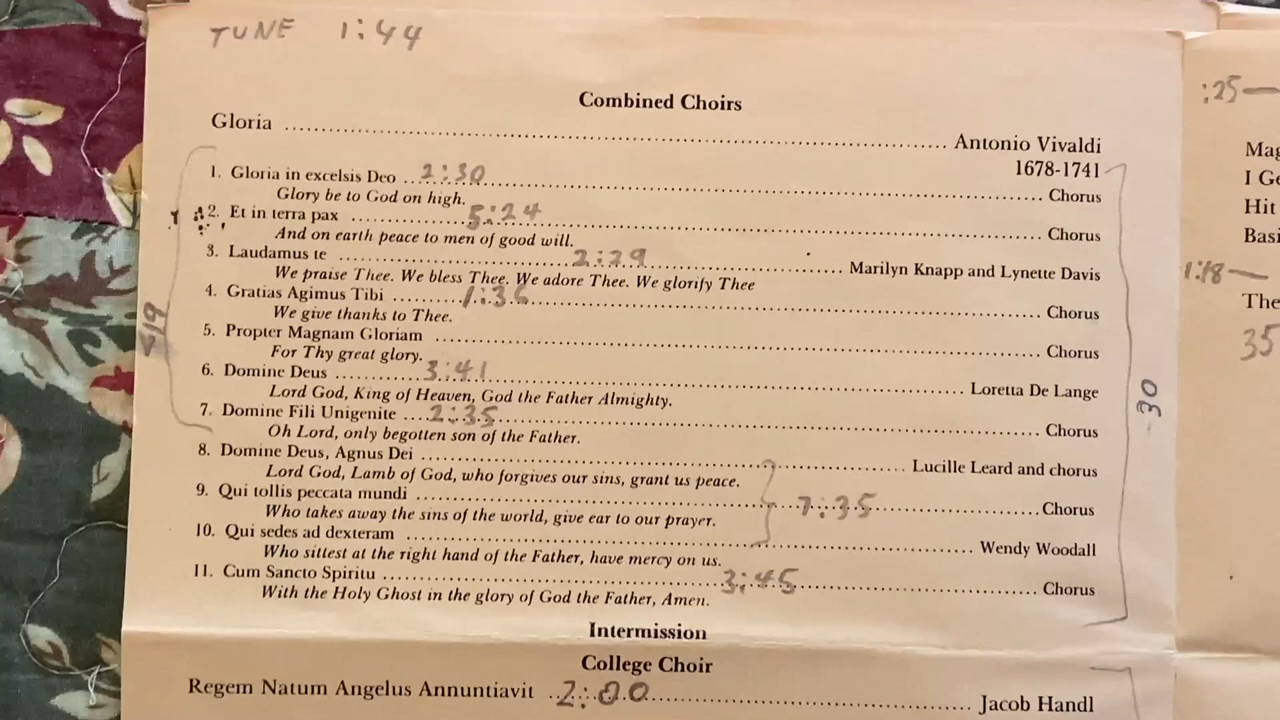 TUNE 1:44
Combined Choirs
Gloria ........ Antonio Vivaldi
1678-1741
1. Gloria in excelsis Deo .. 2:30 ........ Chorus
Glory be to God on high.
2. Et in terra pax ........ 5:24 ........ Chorus
And on earth peace to men of good will.
3. Laudamus te ........ 2:29 ........ Marilyn Knapp and Lynette Davis
We praise Thee. We bless Thee. We adore Thee. We glorify Thee
4. Gratias Agimus Tibi ........ Chorus
We give thanks to Thee.
5. Propter Magnam Gloriam ........ Chorus
For Thy great glory.
6. Domine Deus ........ 3:41 ........ Loretta De Lange
Lord God, King of Heaven, God the Father Almighty.
7. Domine Fili Unigenite .... 2:35 ........ Chorus
Oh Lord, only begotten son of the Father.
8. Domine Deus, Agnus Dei ........ Lucille Leard and chorus
Lord God, Lamb of God, who forgives our sins, grant us peace.
9. Qui tollis peccata mundi ........ 7:35 ........ Chorus
Who takes away the sins of the world, give ear to our prayer.
10. Qui sedes ad dexteram ........ Wendy Woodall
Who sittest at the right hand of the Father, have mercy on us.
11. Cum Sancto Spiritu ........ 3:45 ........ Chorus
With the Holy Ghost in the glory of God the Father, Amen.
30
Intermission
College Choir
Regem Natum Angelus Annuntiavit .. 2:00 ........ Jacob Handl
:25—
Mag
I Ge
Hit
Basi
1:18—
The
35